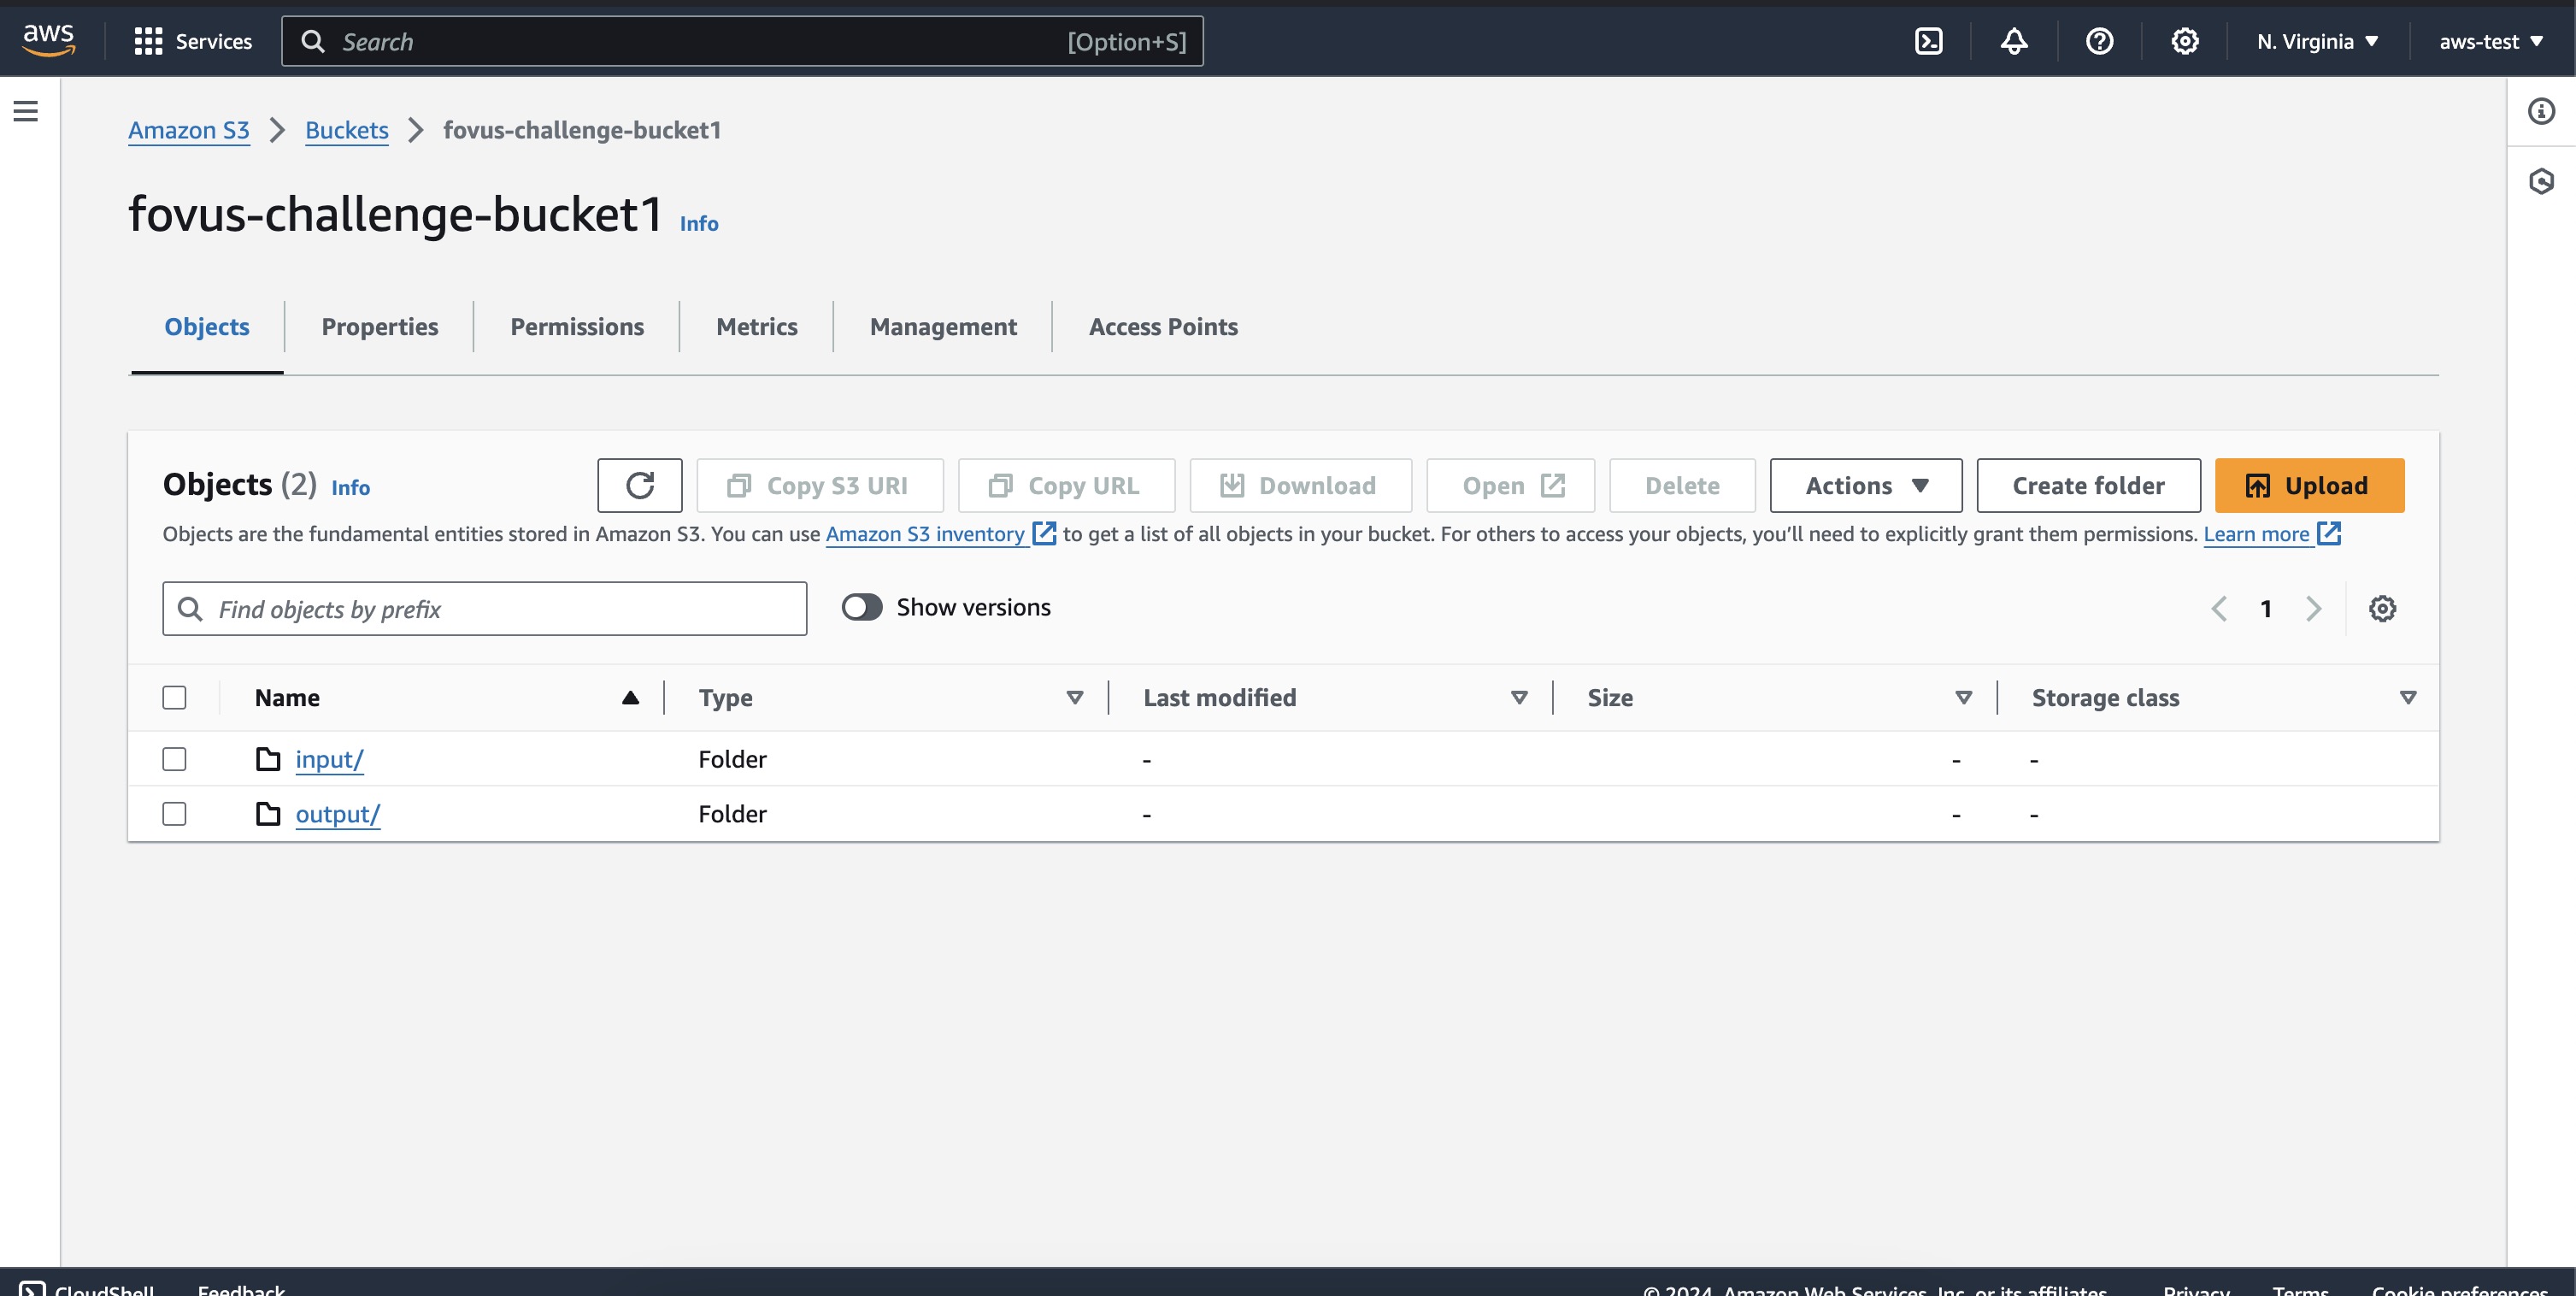 aws Services Search [Option+S] N. Virginia aws-test
Amazon S3 Buckets fovus-challenge-bucket1
fovus-challenge-bucket1 Info
Objects Properties Permissions Metrics Management Access Points
Objects (2) Info Copy S3 URI Copy URL Download Open Delete Actions Create folder Upload
Objects are the fundamental entities stored in Amazon S3. You can use Amazon S3 inventory to get a list of all objects in your bucket. For others to access your objects, you’ll need to explicitly grant them permissions. Learn more
Find objects by prefix Show versions 1
Name Type Last modified Size Storage class
input/ Folder - - -
output/ Folder - - -
CloudShell Feedback © 2024, Amazon Web Services, Inc. or its affiliates. Privacy Terms Cookie preferences